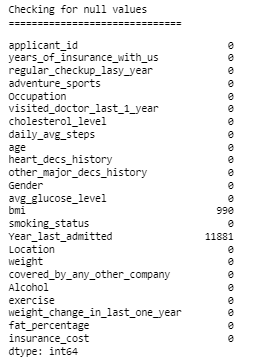 Checking for null values
==============================
applicant_id 0
years_of_insurance_with_us 0
regular_checkup_lasy_year 0
adventure_sports 0
Occupation 0
visited_doctor_last_1_year 0
cholesterol_level 0
daily_avg_steps 0
age 0
heart_decs_history 0
other_major_decs_history 0
Gender 0
avg_glucose_level 0
bmi 990
smoking_status 0
Year_last_admitted 11881
Location 0
weight 0
covered_by_any_other_company 0
Alcohol 0
exercise 0
weight_change_in_last_one_year 0
fat_percentage 0
insurance_cost 0
dtype: int64